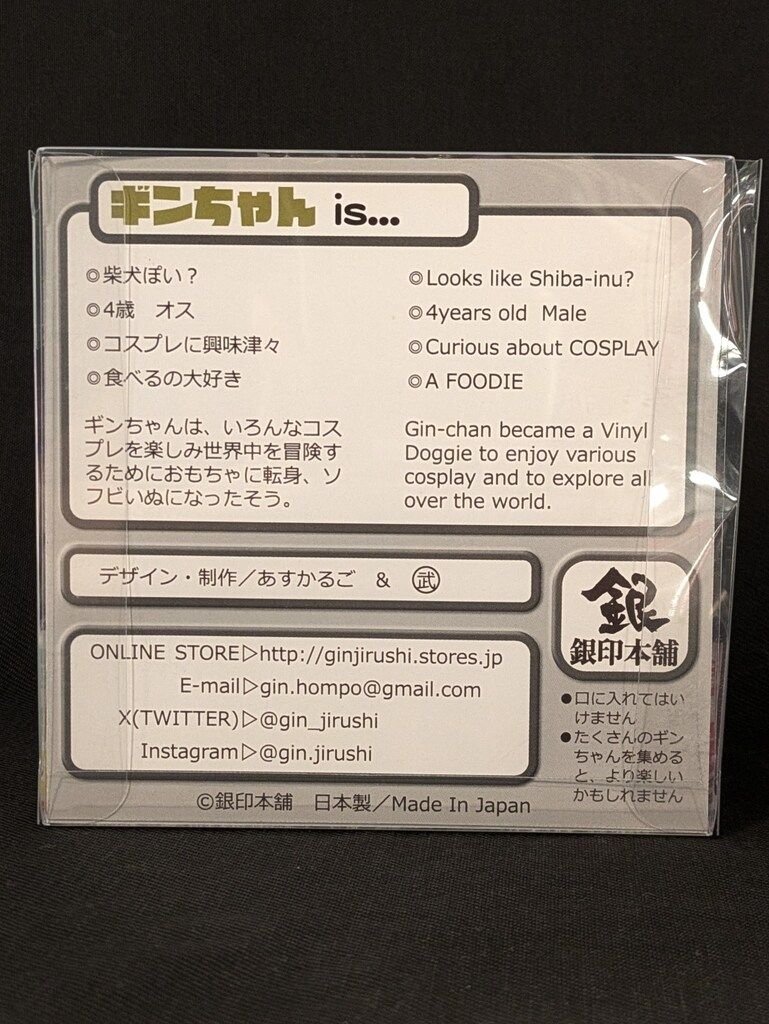 ギンちゃん is...
◎柴犬ぽい？
◎4歳　オス
◎コスプレに興味津々
◎食べるの大好き
ギンちゃんは、いろんなコス
プレを楽しみ世界中を冒険す
るためにおもちゃに転身、ソ
フビいぬになったそう。
◎Looks like Shiba-inu?
◎4years old  Male
◎Curious about COSPLAY
◎A FOODIE
Gin-chan became a Vinyl
Doggie to enjoy various
cosplay and to explore all
over the world.
デザイン・制作／あすかるご　&　㊥武
ONLINE STORE▷http://ginjirushi.stores.jp
E-mail▷gin.hompo@gmail.com
X(TWITTER)▷@gin_jirushi
Instagram▷@gin.jirushi
銀
銀印本舗
●口に入れてはい
けません
●たくさんのギン
ちゃんを集める
と、より楽しい
かもしれません
©銀印本舗　日本製／Made In Japan